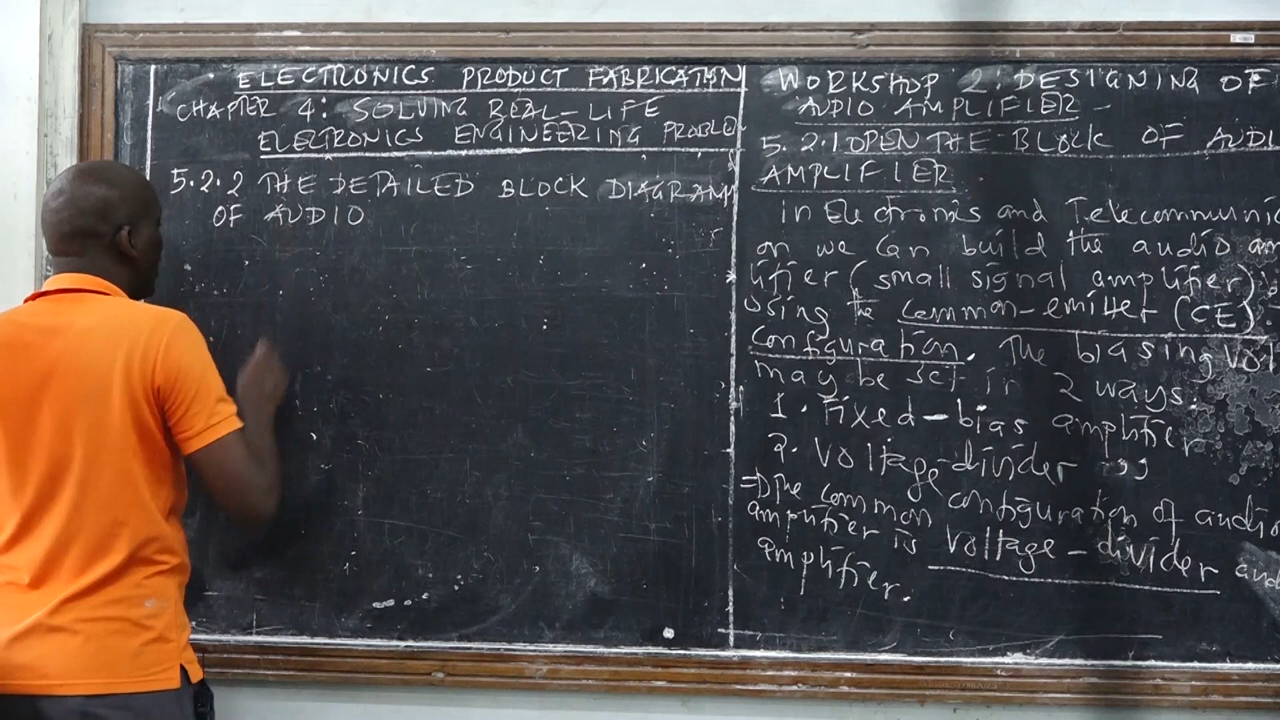 ELECTRONICS PRODUCT FABRICATION
CHAPTER 4: SOLVING REAL-LIFE
ELECTRONICS ENGINEERING PROBLE
5.2.2 THE DETAILED BLOCK DIAGRAM
OF AUDIO
WORKSHOP 2: DESIGNING OF
AUDIO AMPLIFIER -
5.2.1 OPEN THE BLOCK OF AUDI
AMPLIFIER
In Electronics and Telecommunic
on we can build the audio am
lifier (small signal amplifier)
using the Common-emitter (CE)
Configuration. The biasing vol
may be set in 2 ways:
1. Fixed-bias amplifier
2. Voltage-divider "
=> The common configuration of audio
amplifier is Voltage-divider
amplifier.